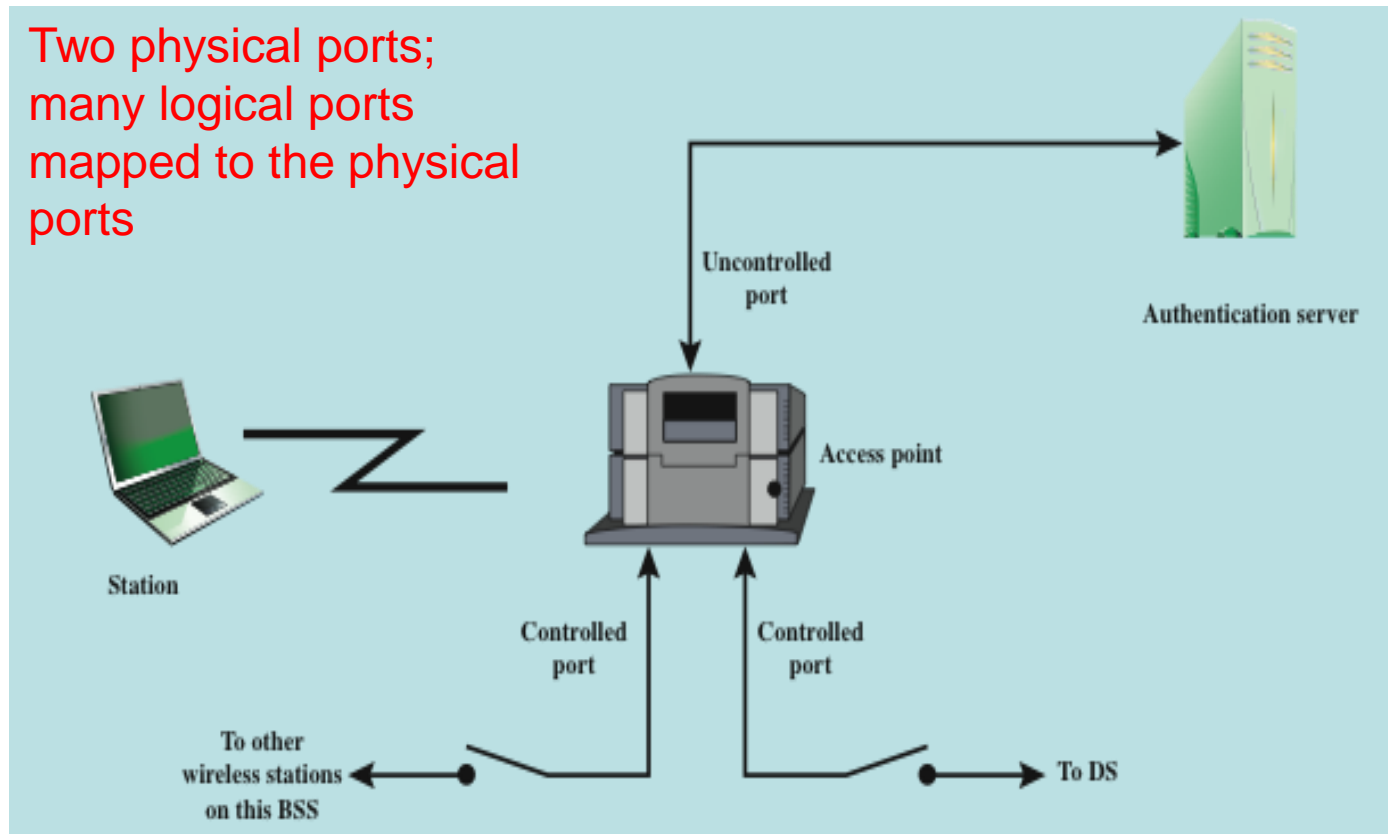 Two physical ports;
many logical ports
mapped to the physical
ports
Uncontrolled
port
Authentication server
Access point
Station
Controlled
port
Controlled
port
To other
wireless stations
on this BSS
To DS